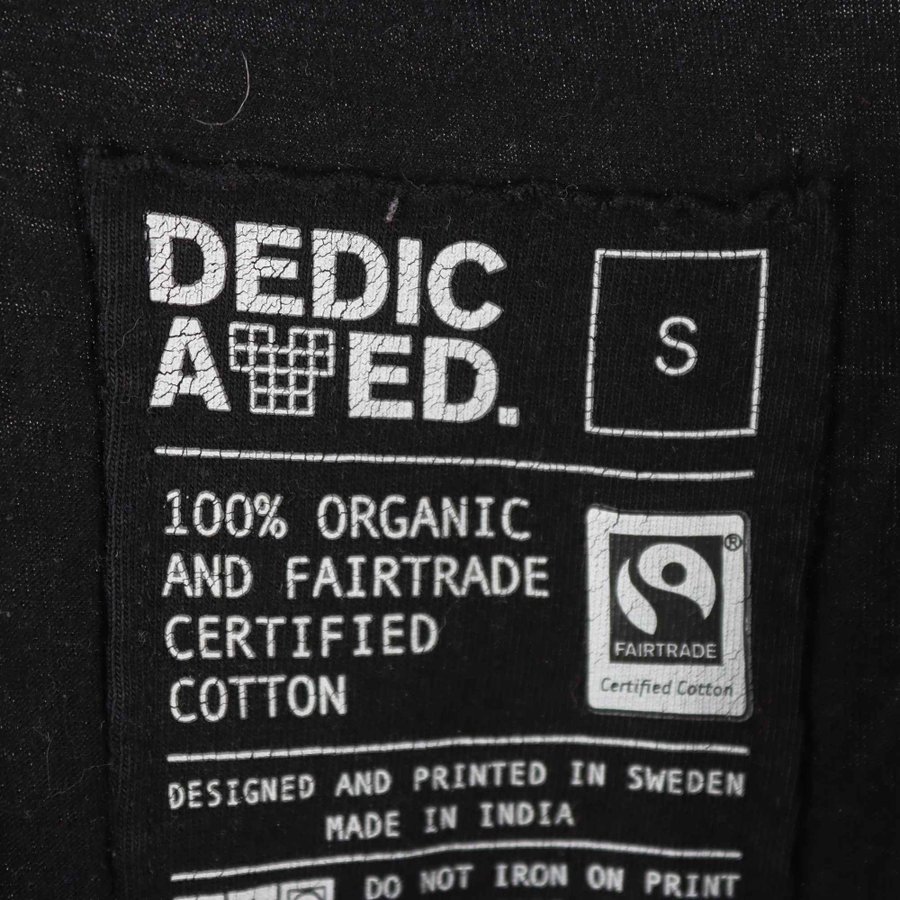 DEDIC
ATED.
S
100% ORGANIC
AND FAIRTRADE
CERTIFIED
COTTON
®
FAIRTRADE
Certified Cotton
DESIGNED AND PRINTED IN SWEDEN
MADE IN INDIA
DO NOT IRON ON PRINT